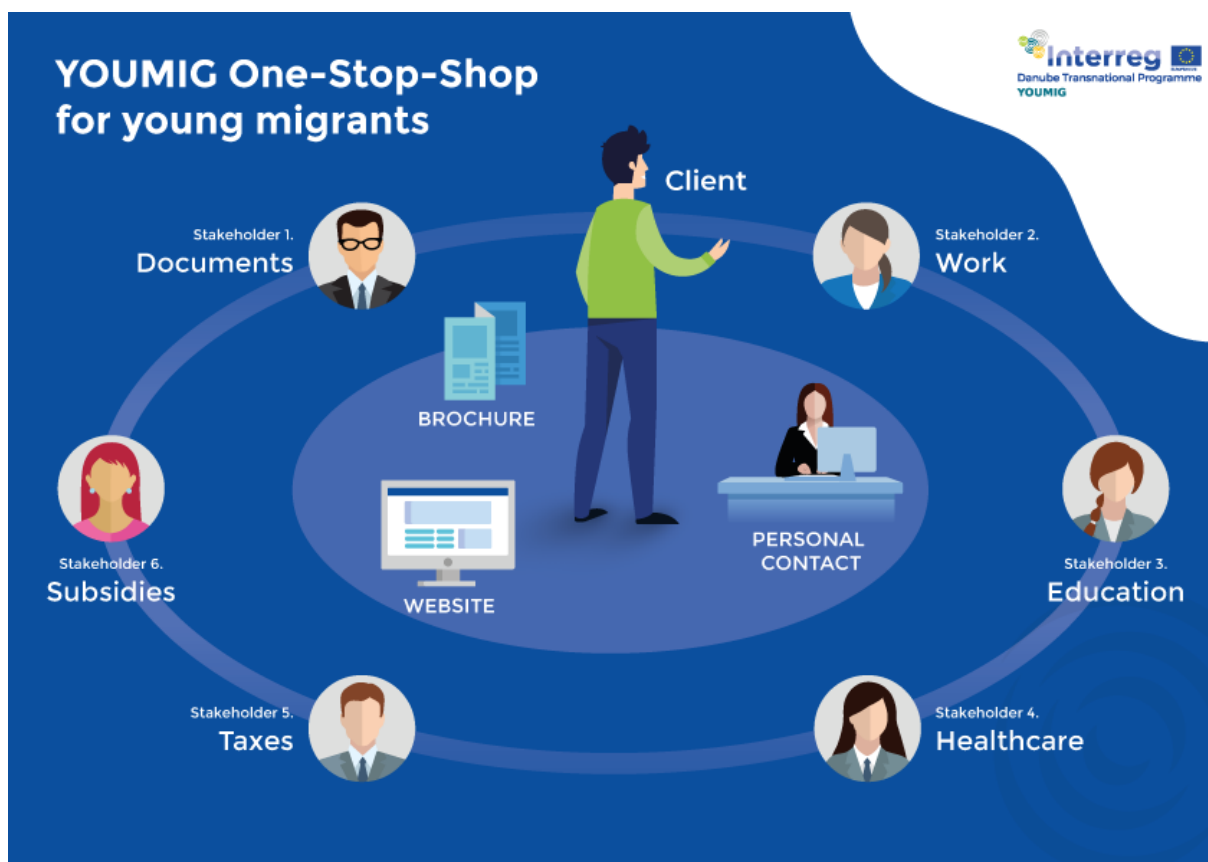 YOUMIG One-Stop-Shop
for young migrants
Interreg
Danube Transnational Programme
YOUMIG
Client
Stakeholder 1.
Documents
Stakeholder 2.
Work
BROCHURE
PERSONAL
CONTACT
WEBSITE
Stakeholder 6.
Subsidies
Stakeholder 3.
Education
Stakeholder 5.
Taxes
Stakeholder 4.
Healthcare